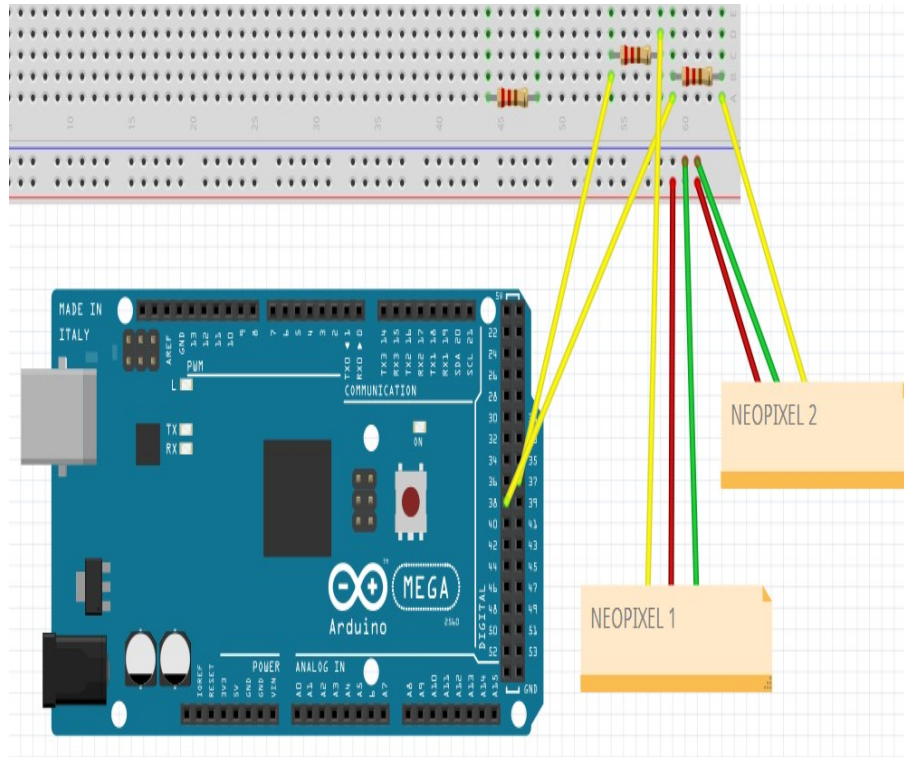 E
D
C
B
A
10 15 20 25 30 35 40 45 50 55 60
MADE IN
ITALY
AREF
GND
13
12
11
10
9
8
7
6
5
4
3
2
1
0
TX0
RX0
TX3 14
RX3 15
TX2 16
RX2 17
TX1 18
RX1 19
SDA 20
SCL 21
PWM
COMMUNICATION
L
TX
RX
ON
5V
22
24
26
28
30
32
34 35
36 37
38 39
40 41
42 43
44 45
46 47
48 49
50 51
52 53
GND
DIGITAL
NEOPIXEL 2
NEOPIXEL 1
MEGA
2560
Arduino
™
POWER
ANALOG IN
IOREF
RESET
3V3
5V
GND
GND
VIN
A0
A1
A2
A3
A4
A5
6
A7
A8
A9
A10
A11
A12
A13
A14
A15